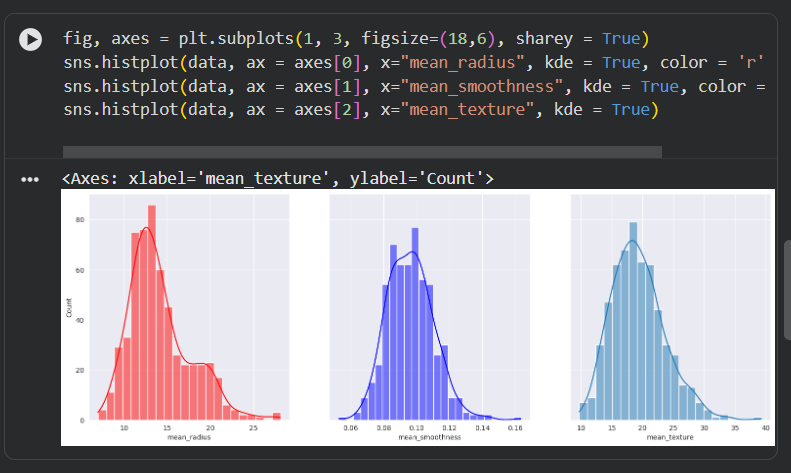 fig, axes = plt.subplots(1, 3, figsize=(18,6), sharey = True)
sns.histplot(data, ax = axes[0], x="mean_radius", kde = True, color = 'r'
sns.histplot(data, ax = axes[1], x="mean_smoothness", kde = True, color =
sns.histplot(data, ax = axes[2], x="mean_texture", kde = True)
<Axes: xlabel='mean_texture', ylabel='Count'>
80
60
40
20
0
Count
10 15 20 25
mean_radius
0.06 0.08 0.10 0.12 0.14 0.16
mean_smoothness
10 15 20 25 30 35 40
mean_texture